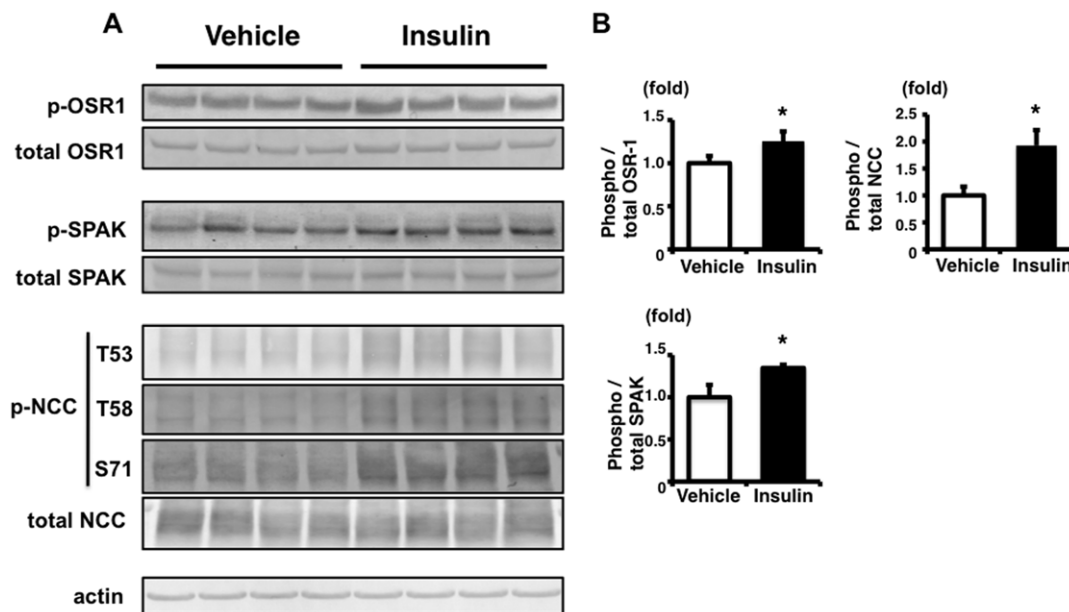 A
Vehicle Insulin
p-OSR1
total OSR1
p-SPAK
total SPAK
p-NCC
T53
T58
S71
total NCC
actin
B
(fold)
Phospho /
total OSR-1
1.5
1.0
0.5
0
*
Vehicle Insulin
(fold)
Phospho /
total NCC
2.5
2.0
1.5
1.0
0.5
0
*
Vehicle Insulin
(fold)
Phospho /
total SPAK
1.5
1.0
0.5
0
*
Vehicle Insulin